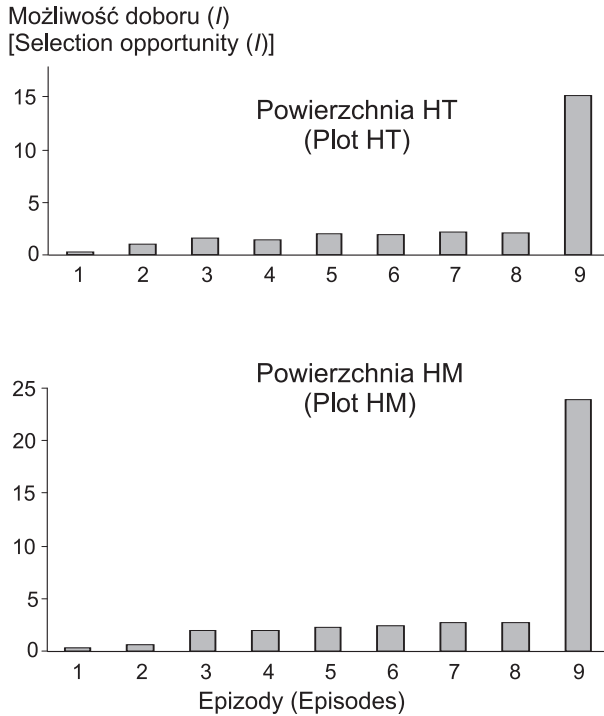 Możliwość doboru (I)
[Selection opportunity (I)]
Powierzchnia HT
(Plot HT)
15
10
5
0
1 2 3 4 5 6 7 8 9
Powierzchnia HM
(Plot HM)
25
20
15
10
5
0
1 2 3 4 5 6 7 8 9
Epizody (Episodes)